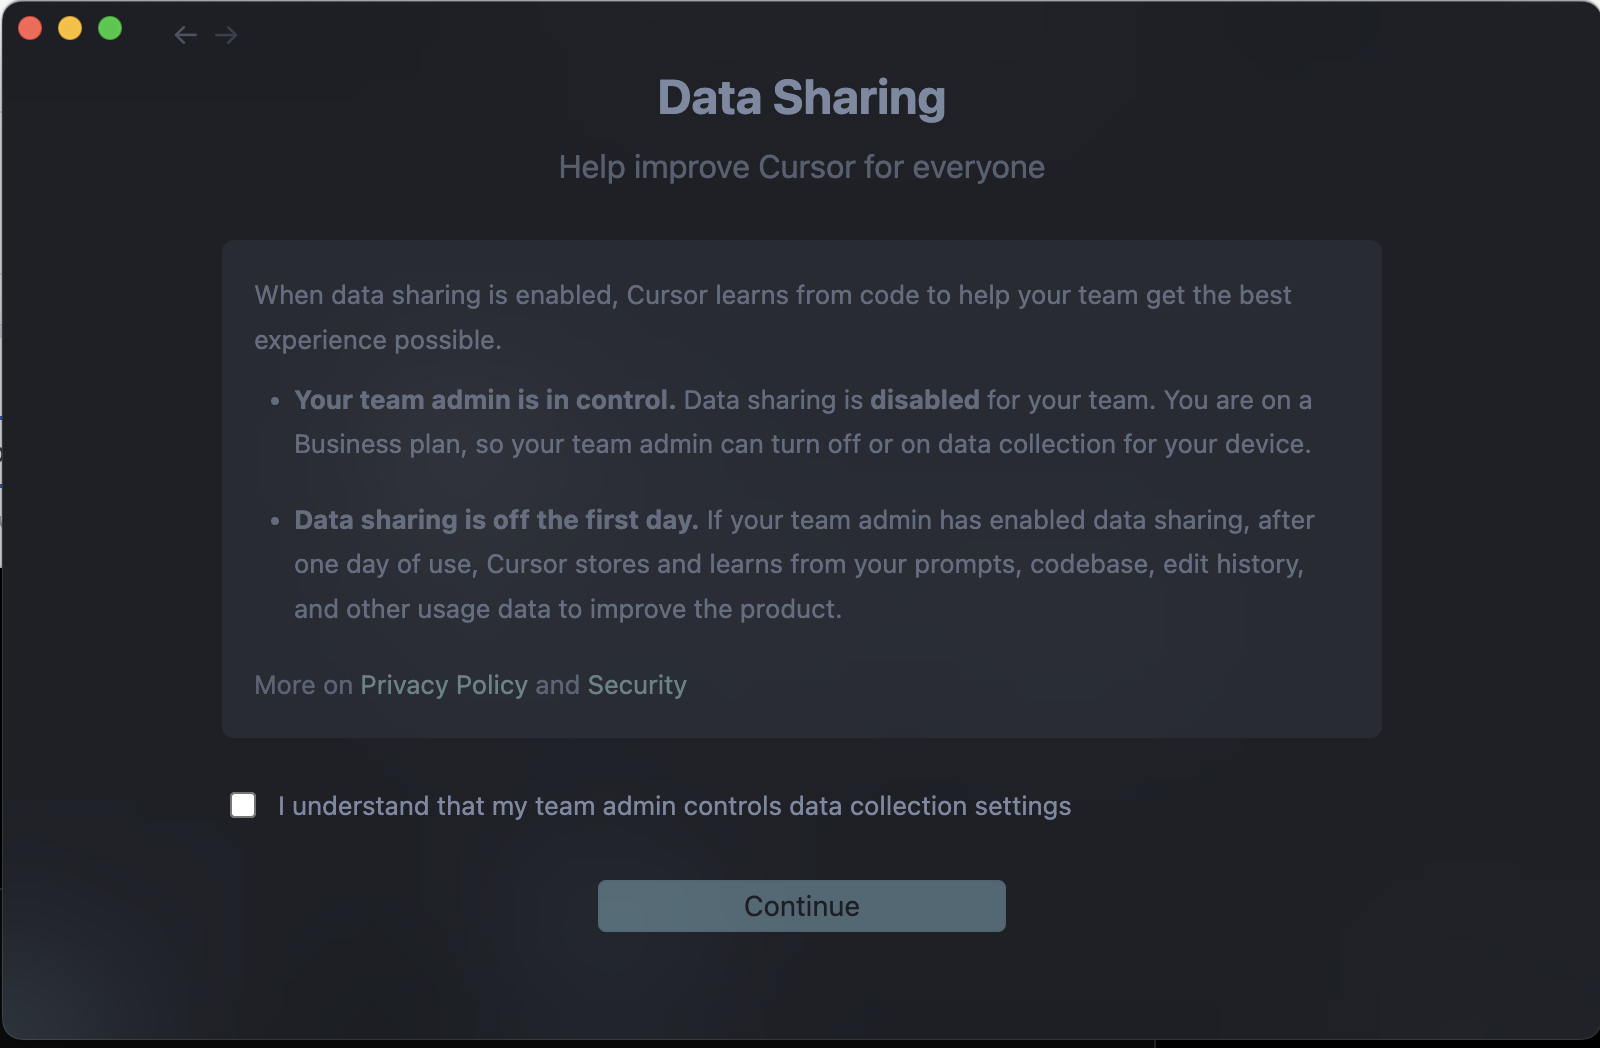 Data Sharing
Help improve Cursor for everyone
When data sharing is enabled, Cursor learns from code to help your team get the best
experience possible.
• Your team admin is in control. Data sharing is disabled for your team. You are on a
Business plan, so your team admin can turn off or on data collection for your device.
• Data sharing is off the first day. If your team admin has enabled data sharing, after
one day of use, Cursor stores and learns from your prompts, codebase, edit history,
and other usage data to improve the product.
More on Privacy Policy and Security
I understand that my team admin controls data collection settings
Continue